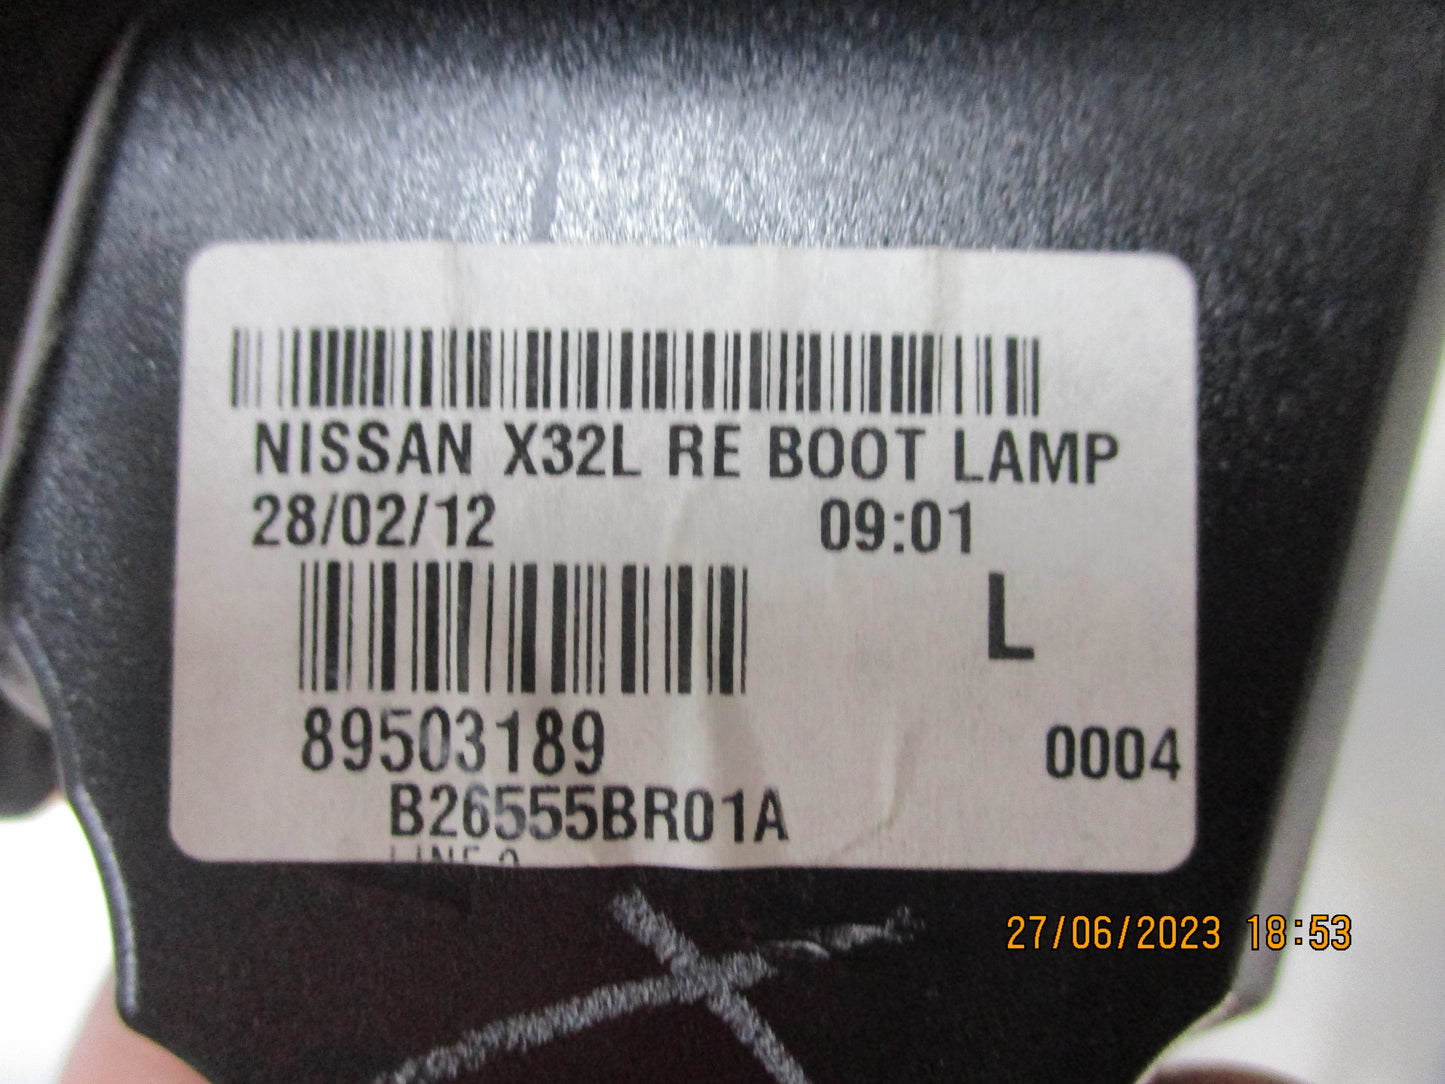 NISSAN X32L RE BOOT LAMP
28/02/12 09:01
L
89503189
0004
B26555BR01A
27/06/2023 18:53